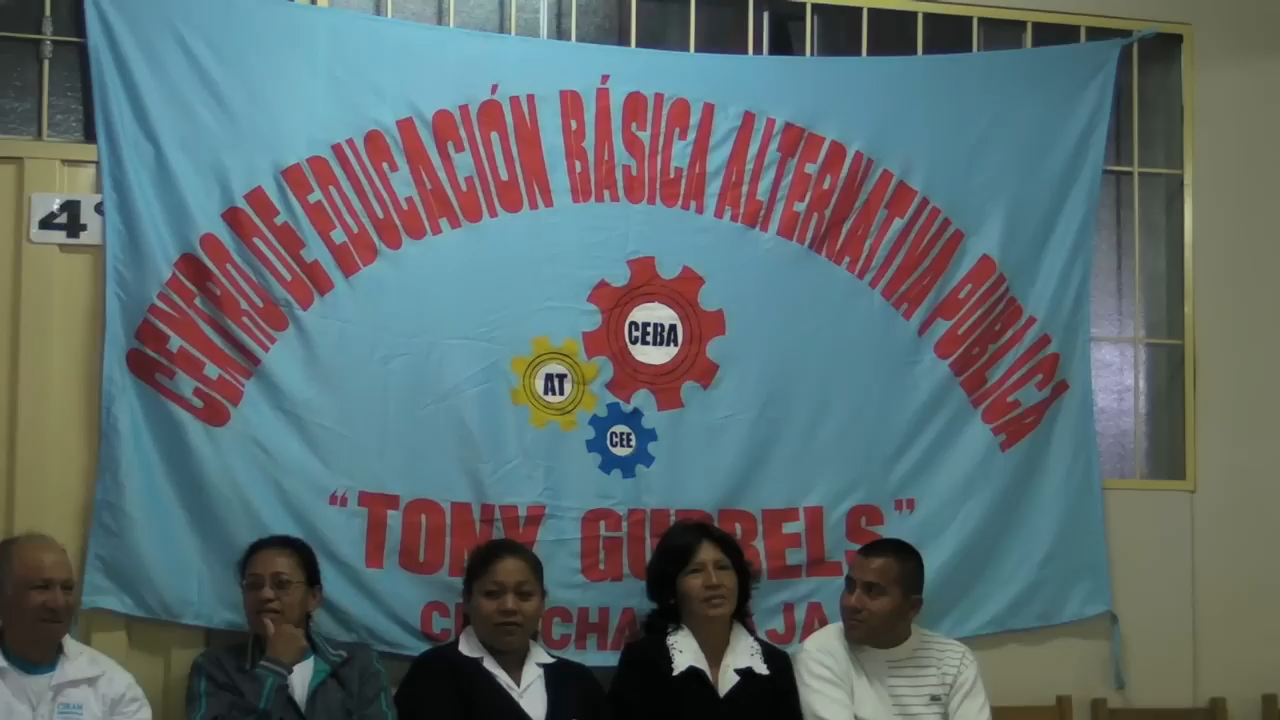 4°
CENTRO DE EDUCACIÓN BÁSICA ALTERNATIVA PUBLICA
CEBA
AT
CEE
"TONY GUBBELS"